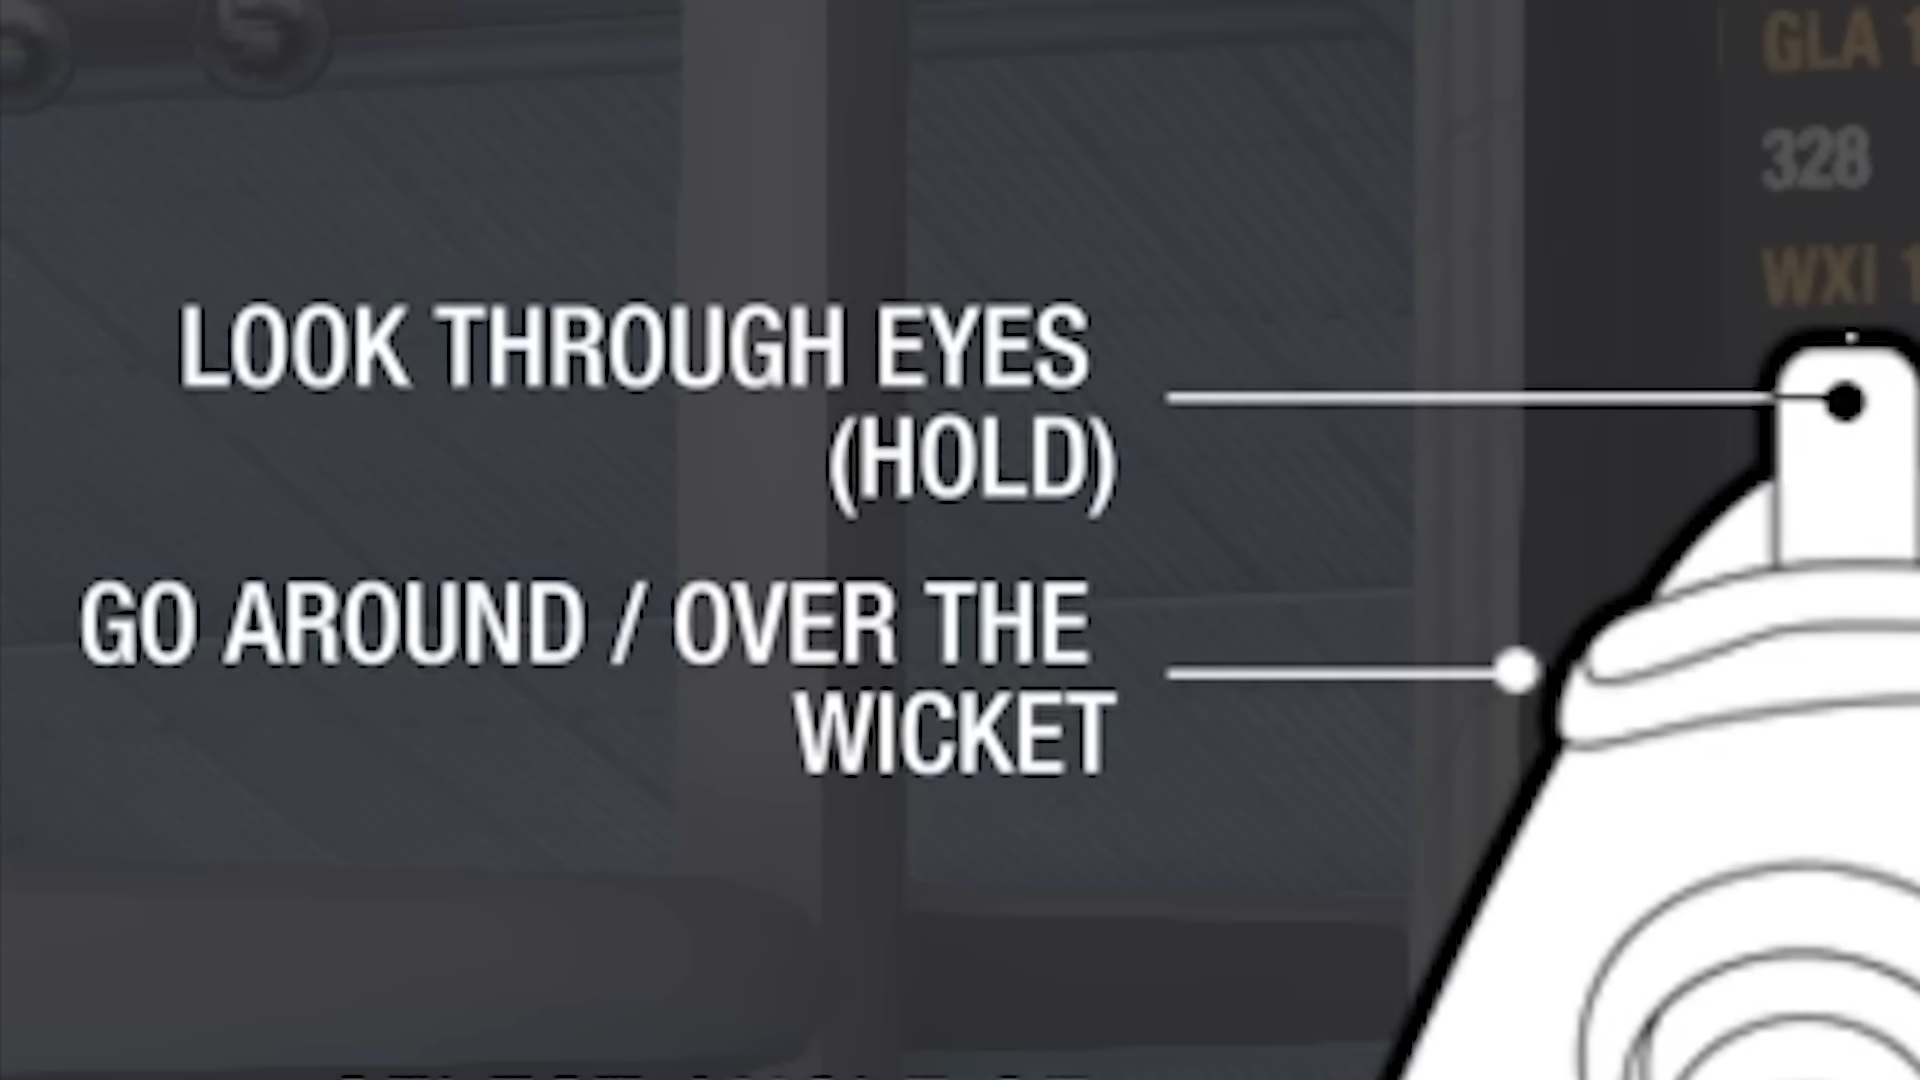 GLA
328
WXI
LOOK THROUGH EYES
(HOLD)
GO AROUND / OVER THE
WICKET